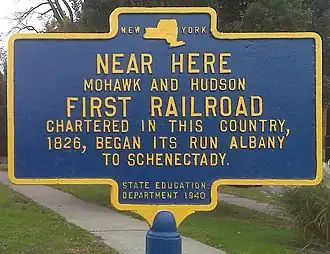 NEW YORK
NEAR HERE
MOHAWK AND HUDSON
FIRST RAILROAD
CHARTERED IN THIS COUNTRY,
1826, BEGAN ITS RUN ALBANY
TO SCHENECTADY.
STATE EDUCATION
DEPARTMENT 1940